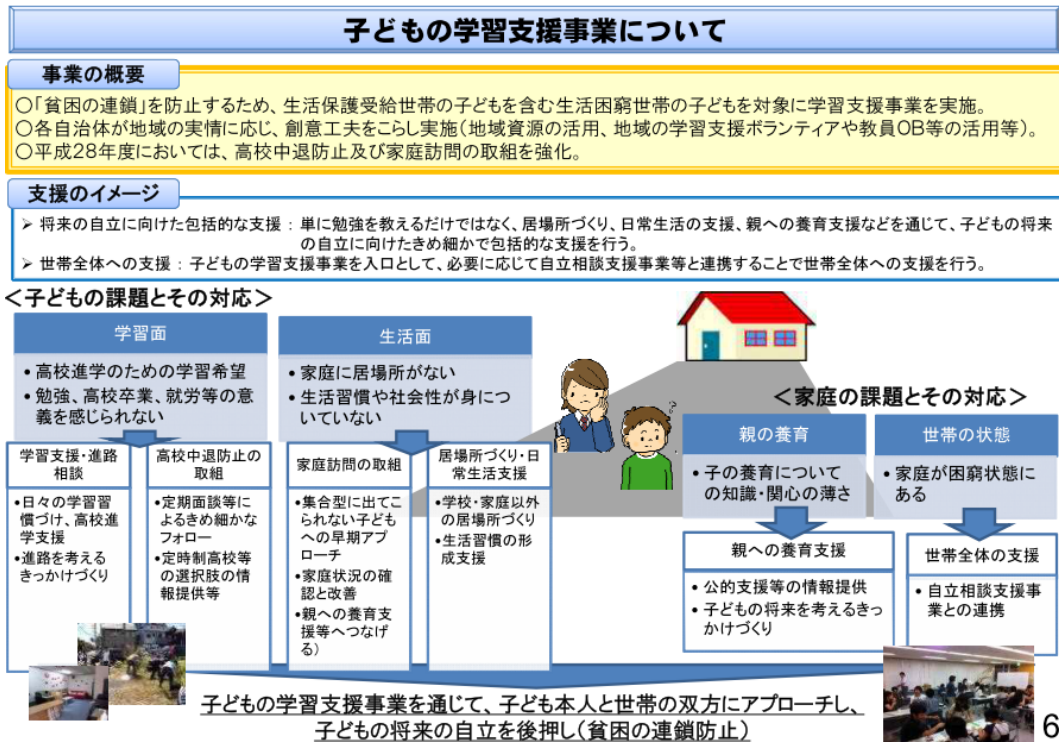 子どもの学習支援事業について
事業の概要
○「貧困の連鎖」を防止するため、生活保護受給世帯の子どもを含む生活困窮世帯の子どもを対象に学習支援事業を実施。
○各自治体が地域の実情に応じ、創意工夫をこらし実施(地域資源の活用、地域の学習支援ボランティアや教員OB等の活用等)。
○平成28年度においては、高校中退防止及び家庭訪問の取組を強化。
支援のイメージ
➢ 将来の自立に向けた包括的な支援 : 単に勉強を教えるだけではなく、居場所づくり、日常生活の支援、親への養育支援などを通じて、子どもの将来
の自立に向けたきめ細かで包括的な支援を行う。
➢ 世帯全体への支援 : 子どもの学習支援事業を入口として、必要に応じて自立相談支援事業等と連携することで世帯全体への支援を行う。
<子どもの課題とその対応>
学習面
• 高校進学のための学習希望
• 勉強、高校卒業、就労等の意
義を感じられない
学習支援・進路
相談
•日々の学習習
慣づけ、高校進
学支援
•進路を考える
きっかけづくり
高校中退防止の
取組
•定期面談等に
よるきめ細かな
フォロー
•定時制高校等
の選択肢の情
報提供等
生活面
• 家庭に居場所がない
• 生活習慣や社会性が身につ
いていない
家庭訪問の取組
•集合型に出てこ
られない子ども
への早期アプ
ローチ
•家庭状況の確
認と改善
•親への養育支
援等へつなげ
る)
居場所づくり・日
常生活支援
•学校・家庭以外
の居場所づくり
•生活習慣の形
成支援
<家庭の課題とその対応>
親の養育
• 子の養育について
の知識・関心の薄さ
親への養育支援
• 公的支援等の情報提供
• 子どもの将来を考えるきっ
かけづくり
世帯の状態
• 家庭が困窮状態に
ある
世帯全体の支援
• 自立相談支援事
業との連携
子どもの学習支援事業を通じて、子ども本人と世帯の双方にアプローチし、
子どもの将来の自立を後押し(貧困の連鎖防止)
6